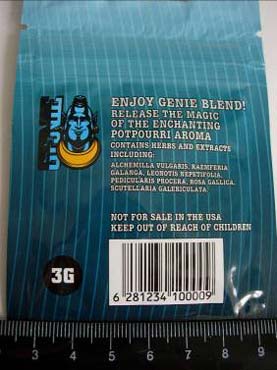 GENIE
ENJOY GENIE BLEND!
RELEASE THE MAGIC
OF THE ENCHANTING
POTPOURRI AROMA
CONTAINS HERBS AND EXTRACTS
INCLUDING:
ALCHEMILLA VULGARIS, KAEMFERIA
GALANGA, LEONOTIS NEPETIFOLIA,
PEDICULARIS PROCERA, ROSA GALLICA,
SCUTELLARIA GALERICULATA.
NOT FOR SALE IN THE USA
KEEP OUT OF REACH OF CHILDREN
3G
6 281234 100009
3 4 5 6 7 8 9